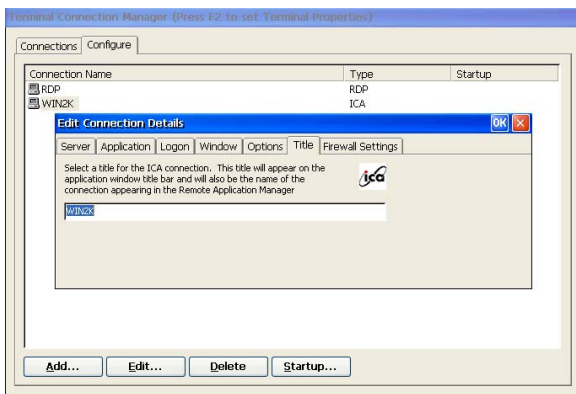 Terminal Connection Manager (Press F2 to set Terminal Properties)
Connections Configure
Connection Name Type Startup
RDP RDP
WIN2K ICA
Edit Connection Details OK
Server Application Logon Window Options Title Firewall Settings
Select a title for the ICA connection. This title will appear on the
application window title bar and will also be the name of the
connection appearing in the Remote Application Manager
ica
WIN2K
Add... Edit... Delete Startup...